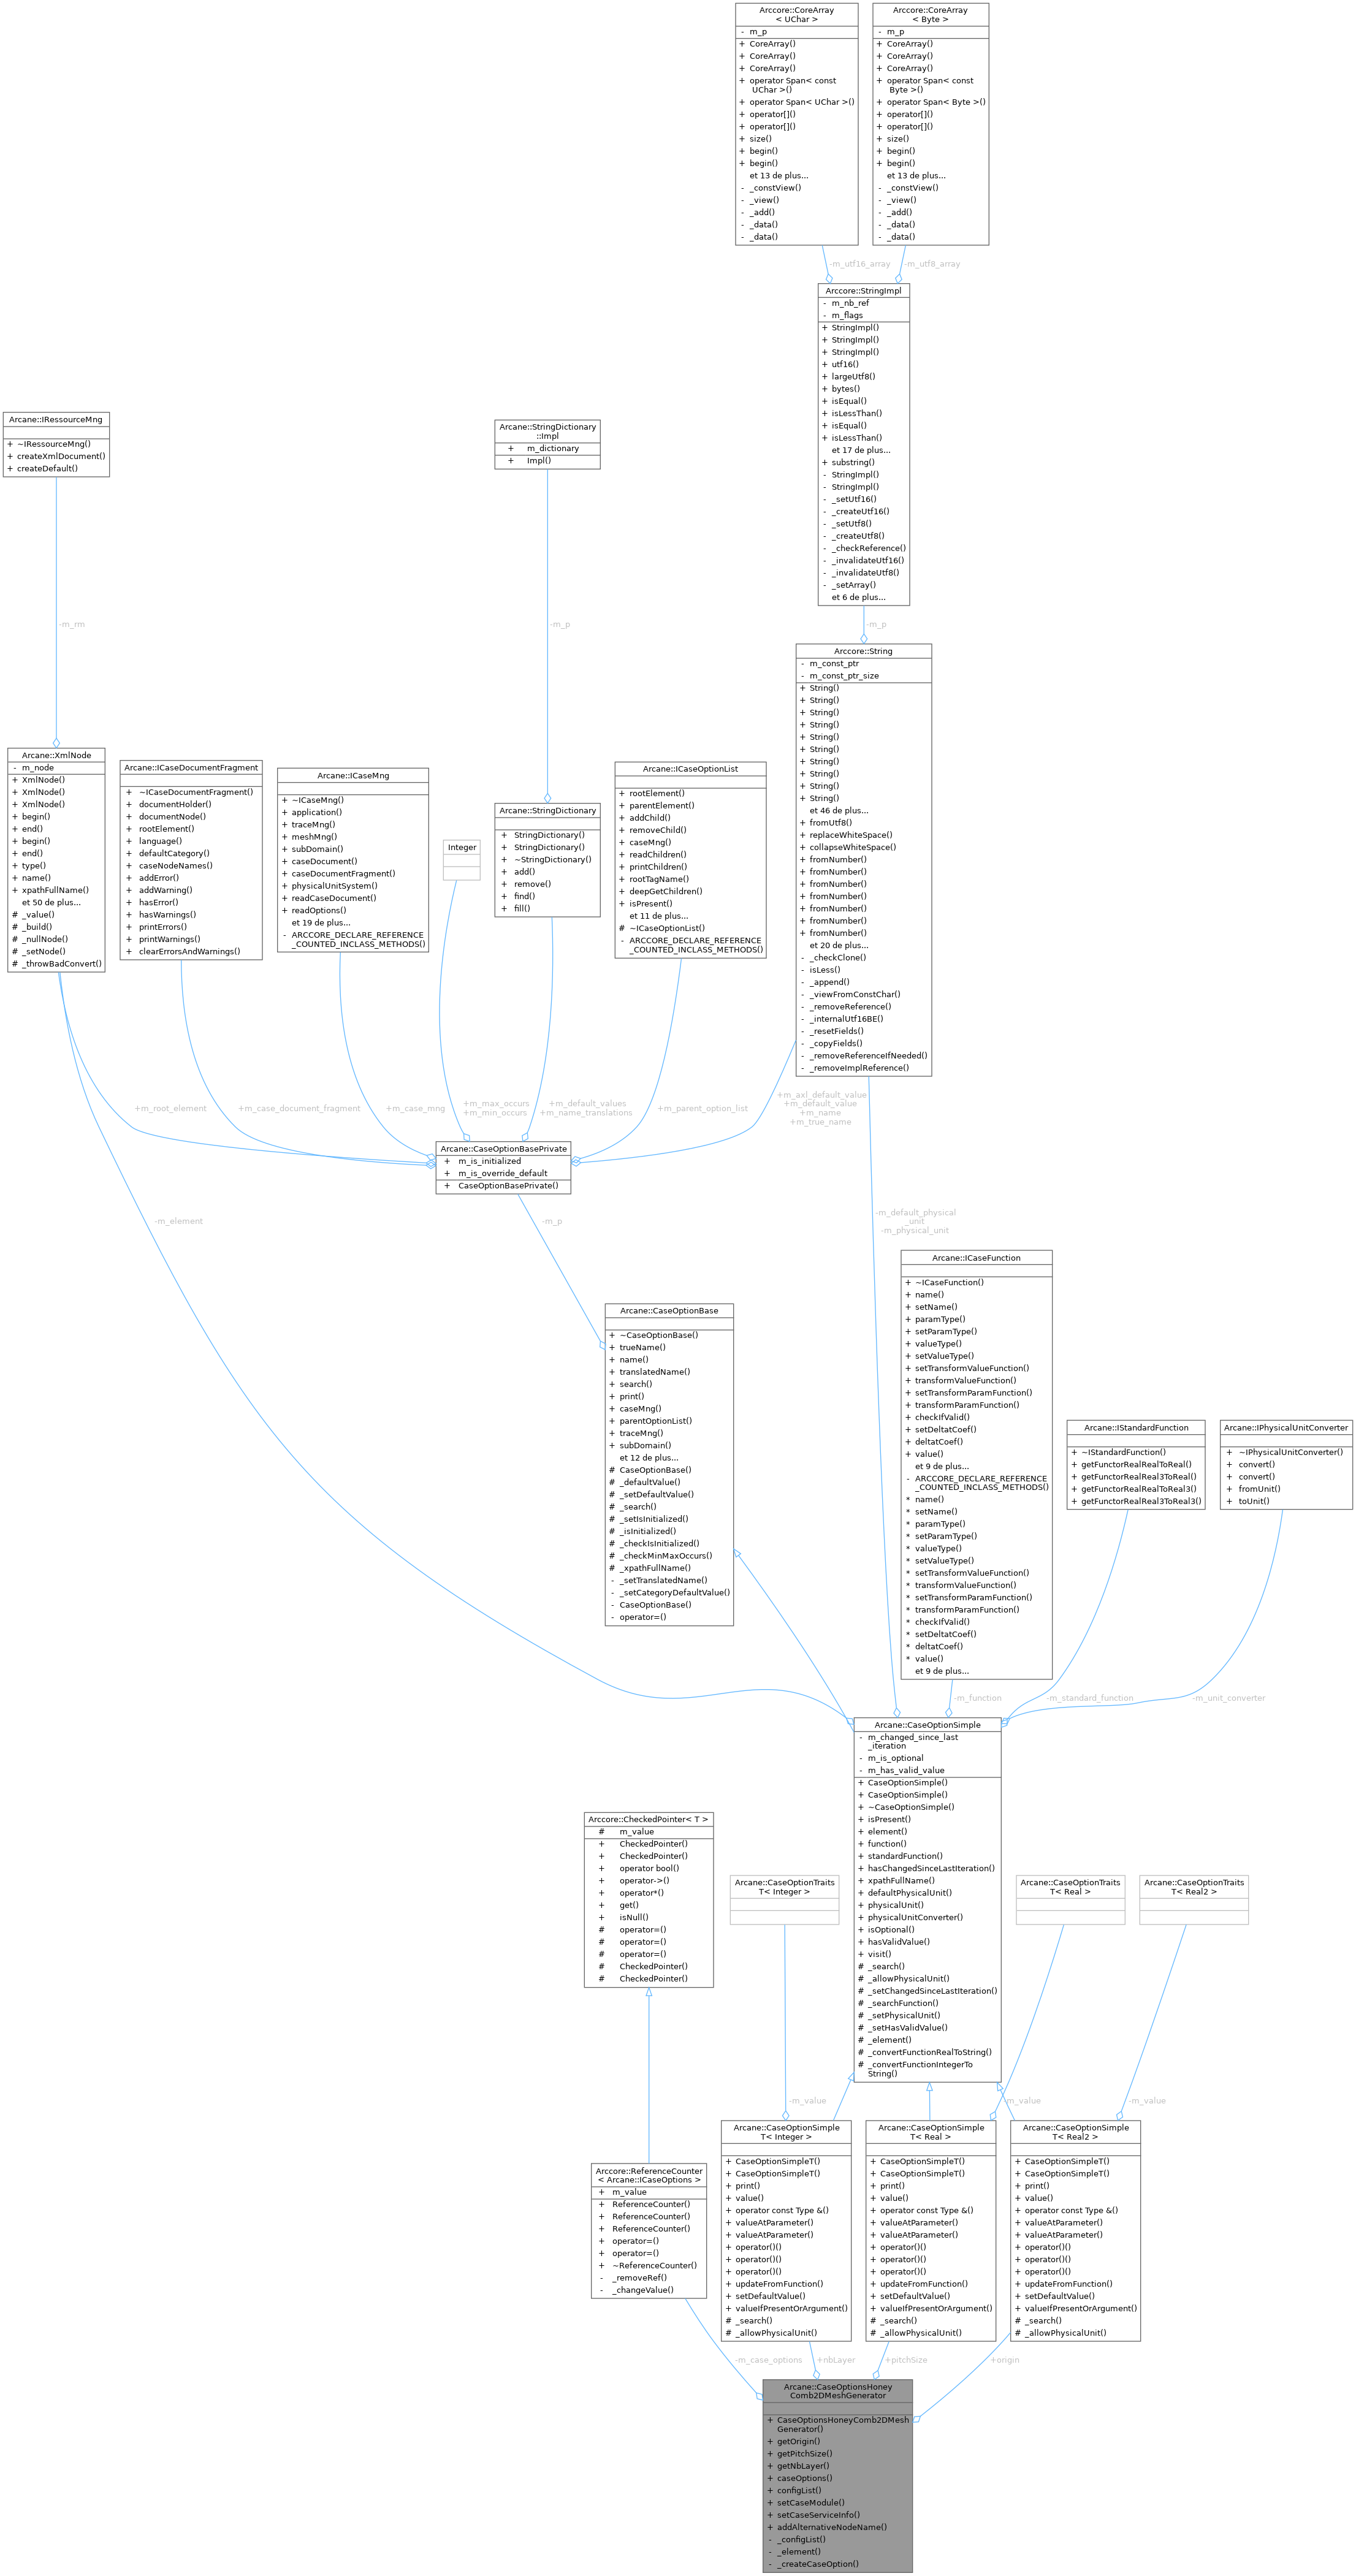 Arccore::CoreArray
< UChar >
- m_p
+ CoreArray()
+ CoreArray()
+ CoreArray()
+ operator Span< const
UChar >()
+ operator Span< UChar >()
+ operator[]()
+ operator[]()
+ size()
+ begin()
+ begin()
et 13 de plus...
- _constView()
- _view()
- _add()
- _data()
- _data()
Arccore::CoreArray
< Byte >
- m_p
+ CoreArray()
+ CoreArray()
+ CoreArray()
+ operator Span< const
Byte >()
+ operator Span< Byte >()
+ operator[]()
+ operator[]()
+ size()
+ begin()
+ begin()
et 13 de plus...
- _constView()
- _view()
- _add()
- _data()
- _data()
-m_utf16_array
-m_utf8_array
Arccore::StringImpl
- m_nb_ref
- m_flags
+ StringImpl()
+ StringImpl()
+ StringImpl()
+ utf16()
+ largeUtf8()
+ bytes()
+ isEqual()
+ isLessThan()
+ isEqual()
+ isLessThan()
et 17 de plus...
+ substring()
- StringImpl()
- StringImpl()
- _setUtf16()
- _createUtf16()
- _setUtf8()
- _createUtf8()
- _checkReference()
- _invalidateUtf16()
- _invalidateUtf8()
- _setArray()
et 6 de plus...
Arcane::IRessourceMng
+ ~IRessourceMng()
+ createXmlDocument()
+ createDefault()
Arcane::StringDictionary
::Impl
+ m_dictionary
+ Impl()
-m_rm
-m_p
-m_p
Arccore::String
- m_const_ptr
- m_const_ptr_size
+ String()
+ String()
+ String()
+ String()
+ String()
+ String()
+ String()
+ String()
+ String()
+ String()
et 46 de plus...
+ fromUtf8()
+ replaceWhiteSpace()
+ collapseWhiteSpace()
+ fromNumber()
+ fromNumber()
+ fromNumber()
+ fromNumber()
+ fromNumber()
+ fromNumber()
+ fromNumber()
et 20 de plus...
- _checkClone()
- isLess()
- _append()
- _viewFromConstChar()
- _removeReference()
- _internalUtf16BE()
- _resetFields()
- _copyFields()
- _removeReferenceIfNeeded()
- _removeImplReference()
Arcane::XmlNode
- m_node
+ XmlNode()
+ XmlNode()
+ XmlNode()
+ begin()
+ end()
+ begin()
+ end()
+ type()
+ name()
+ xpathFullName()
et 50 de plus...
# _value()
# _build()
# _nullNode()
# _setNode()
# _throwBadConvert()
Arcane::ICaseDocumentFragment
+ ~ICaseDocumentFragment()
+ documentHolder()
+ documentNode()
+ rootElement()
+ language()
+ defaultCategory()
+ caseNodeNames()
+ addError()
+ addWarning()
+ hasError()
+ hasWarnings()
+ printErrors()
+ printWarnings()
+ clearErrorsAndWarnings()
Arcane::ICaseMng
+ ~ICaseMng()
+ application()
+ traceMng()
+ meshMng()
+ subDomain()
+ caseDocument()
+ caseDocumentFragment()
+ physicalUnitSystem()
+ readCaseDocument()
+ readOptions()
et 19 de plus...
- ARCCORE_DECLARE_REFERENCE
_COUNTED_INCLASS_METHODS()
Integer
Arcane::StringDictionary
+ StringDictionary()
+ StringDictionary()
+ ~StringDictionary()
+ add()
+ remove()
+ find()
+ fill()
Arcane::ICaseOptionList
+ rootElement()
+ parentElement()
+ addChild()
+ removeChild()
+ caseMng()
+ readChildren()
+ printChildren()
+ rootTagName()
+ deepGetChildren()
+ isPresent()
et 11 de plus...
# ~ICaseOptionList()
- ARCCORE_DECLARE_REFERENCE
_COUNTED_INCLASS_METHODS()
+m_root_element
+m_case_document_fragment
+m_case_mng
+m_max_occurs
+m_min_occurs
+m_default_values
+m_name_translations
+m_parent_option_list
+m_axl_default_value
+m_default_value
+m_name
+m_true_name
Arcane::CaseOptionBasePrivate
+ m_is_initialized
+ m_is_override_default
+ CaseOptionBasePrivate()
-m_element
-m_p
-m_default_physical
_unit
-m_physical_unit
Arcane::CaseOptionBase
+ ~CaseOptionBase()
+ trueName()
+ name()
+ translatedName()
+ search()
+ print()
+ caseMng()
+ parentOptionList()
+ traceMng()
+ subDomain()
et 12 de plus...
# CaseOptionBase()
# _defaultValue()
# _setDefaultValue()
# _search()
# _setIsInitialized()
# _isInitialized()
# _checkIsInitialized()
# _checkMinMaxOccurs()
# _xpathFullName()
- _setTranslatedName()
- _setCategoryDefaultValue()
- CaseOptionBase()
- operator=()
Arcane::ICaseFunction
+ ~ICaseFunction()
+ name()
+ setName()
+ paramType()
+ setParamType()
+ valueType()
+ setValueType()
+ setTransformValueFunction()
+ transformValueFunction()
+ setTransformParamFunction()
+ transformParamFunction()
+ checkIfValid()
+ setDeltatCoef()
+ deltatCoef()
+ value()
et 9 de plus...
- ARCCORE_DECLARE_REFERENCE
_COUNTED_INCLASS_METHODS()
* name()
* setName()
* paramType()
* setParamType()
* valueType()
* setValueType()
* setTransformValueFunction()
* transformValueFunction()
* setTransformParamFunction()
* transformParamFunction()
* checkIfValid()
* setDeltatCoef()
* deltatCoef()
* value()
et 9 de plus...
Arcane::IStandardFunction
+ ~IStandardFunction()
+ getFunctorRealRealToReal()
+ getFunctorRealReal3ToReal()
+ getFunctorRealRealToReal3()
+ getFunctorRealReal3ToReal3()
Arcane::IPhysicalUnitConverter
+ ~IPhysicalUnitConverter()
+ convert()
+ convert()
+ fromUnit()
+ toUnit()
-m_function
-m_standard_function
-m_unit_converter
Arcane::CaseOptionSimple
- m_changed_since_last
_iteration
- m_is_optional
- m_has_valid_value
+ CaseOptionSimple()
+ CaseOptionSimple()
+ ~CaseOptionSimple()
+ isPresent()
+ element()
+ function()
+ standardFunction()
+ hasChangedSinceLastIteration()
+ xpathFullName()
+ defaultPhysicalUnit()
+ physicalUnit()
+ physicalUnitConverter()
+ isOptional()
+ hasValidValue()
+ visit()
# _search()
# _allowPhysicalUnit()
# _setChangedSinceLastIteration()
# _searchFunction()
# _setPhysicalUnit()
# _setHasValidValue()
# _element()
# _convertFunctionRealToString()
# _convertFunctionIntegerTo
String()
Arccore::CheckedPointer< T >
# m_value
+ CheckedPointer()
+ CheckedPointer()
+ operator bool()
+ operator->()
+ operator*()
+ get()
+ isNull()
# operator=()
# operator=()
# operator=()
# CheckedPointer()
# CheckedPointer()
Arcane::CaseOptionTraits
T< Integer >
Arcane::CaseOptionTraits
T< Real >
Arcane::CaseOptionTraits
T< Real2 >
-m_value
-m_value
-m_value
Arccore::ReferenceCounter
< Arcane::ICaseOptions >
+ m_value
+ ReferenceCounter()
+ ReferenceCounter()
+ ReferenceCounter()
+ operator=()
+ operator=()
+ ~ReferenceCounter()
- _removeRef()
- _changeValue()
Arcane::CaseOptionSimple
T< Integer >
+ CaseOptionSimpleT()
+ CaseOptionSimpleT()
+ print()
+ value()
+ operator const Type &()
+ valueAtParameter()
+ valueAtParameter()
+ operator()()
+ operator()()
+ operator()()
+ updateFromFunction()
+ setDefaultValue()
+ valueIfPresentOrArgument()
# _search()
# _allowPhysicalUnit()
Arcane::CaseOptionSimple
T< Real >
+ CaseOptionSimpleT()
+ CaseOptionSimpleT()
+ print()
+ value()
+ operator const Type &()
+ valueAtParameter()
+ valueAtParameter()
+ operator()()
+ operator()()
+ operator()()
+ updateFromFunction()
+ setDefaultValue()
+ valueIfPresentOrArgument()
# _search()
# _allowPhysicalUnit()
Arcane::CaseOptionSimple
T< Real2 >
+ CaseOptionSimpleT()
+ CaseOptionSimpleT()
+ print()
+ value()
+ operator const Type &()
+ valueAtParameter()
+ valueAtParameter()
+ operator()()
+ operator()()
+ operator()()
+ updateFromFunction()
+ setDefaultValue()
+ valueIfPresentOrArgument()
# _search()
# _allowPhysicalUnit()
-m_case_options
+nbLayer
+pitchSize
+origin
Arcane::CaseOptionsHoney
Comb2DMeshGenerator
+ CaseOptionsHoneyComb2DMesh
Generator()
+ getOrigin()
+ getPitchSize()
+ getNbLayer()
+ caseOptions()
+ configList()
+ setCaseModule()
+ setCaseServiceInfo()
+ addAlternativeNodeName()
- _configList()
- _element()
- _createCaseOption()